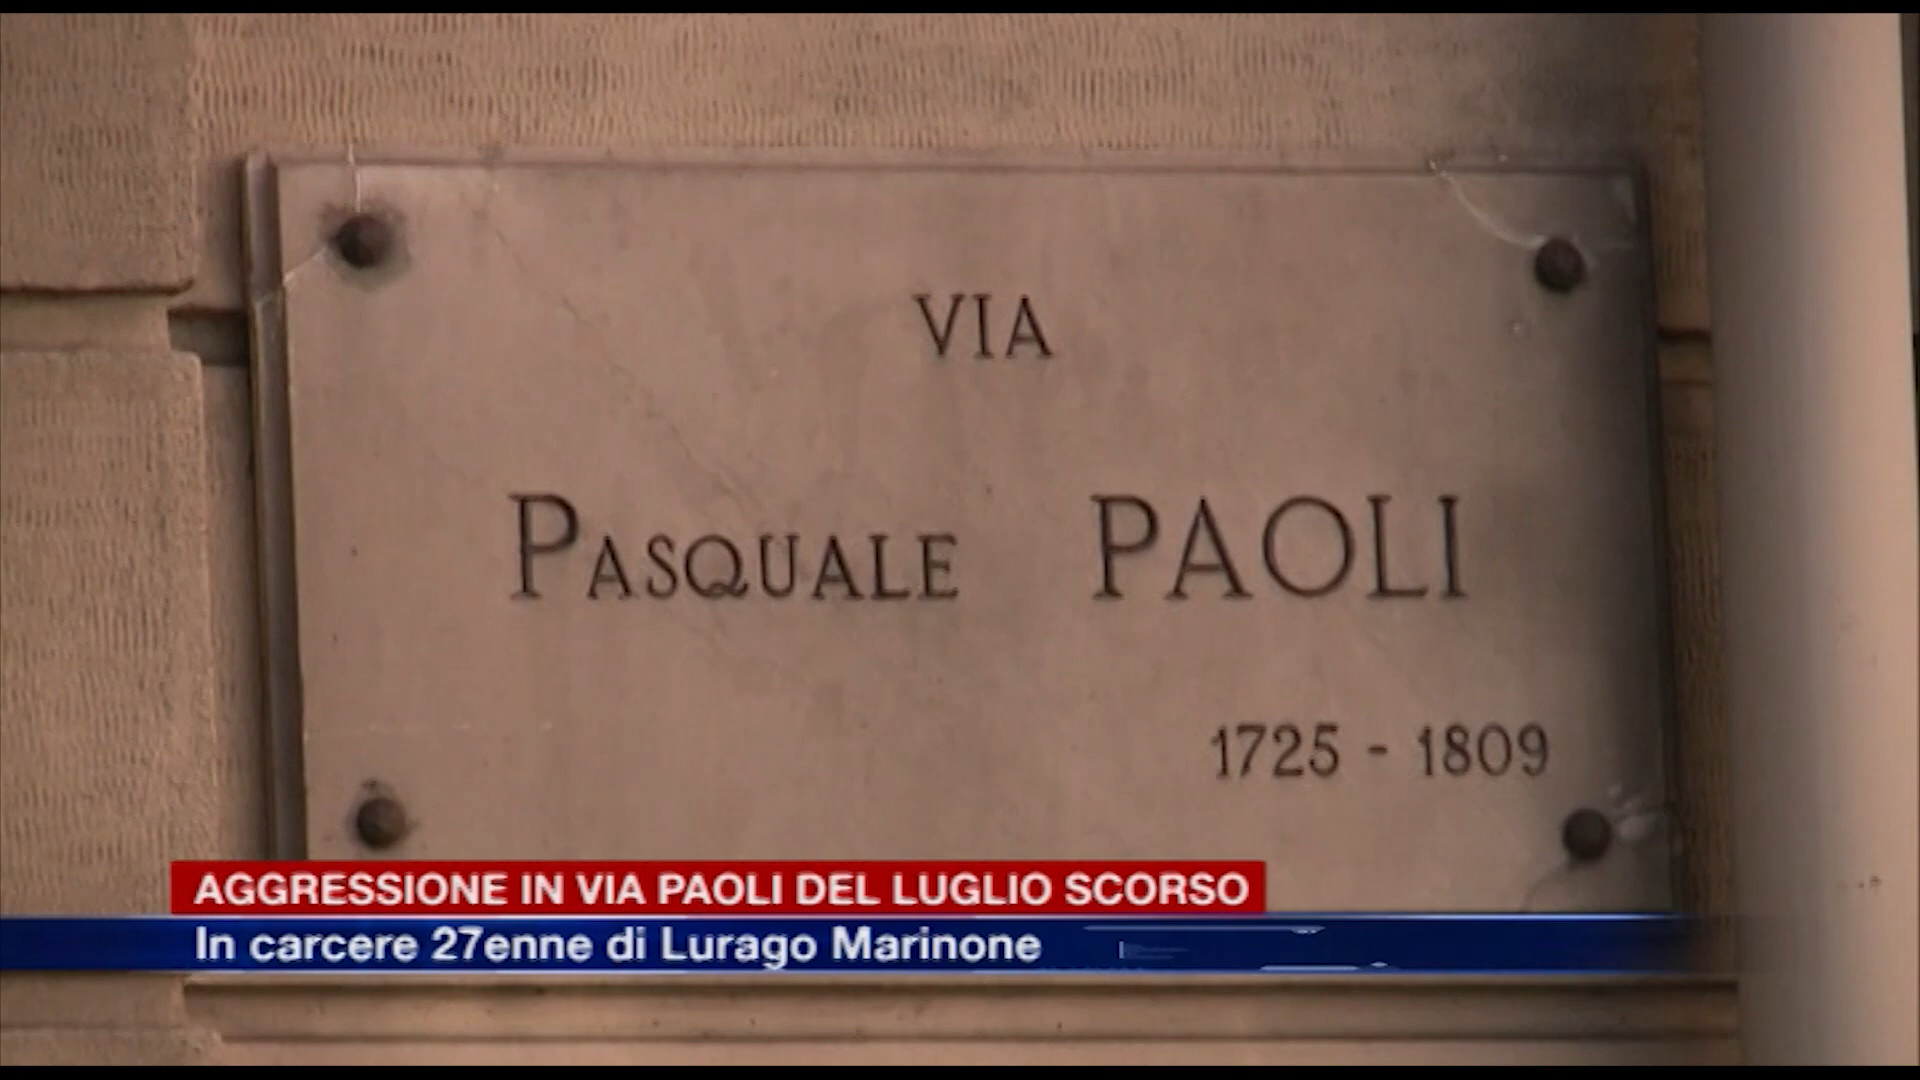 VIA
PASQUALE PAOLI
1725 - 1809
AGGRESSIONE IN VIA PAOLI DEL LUGLIO SCORSO
In carcere 27enne di Lurago Marinone